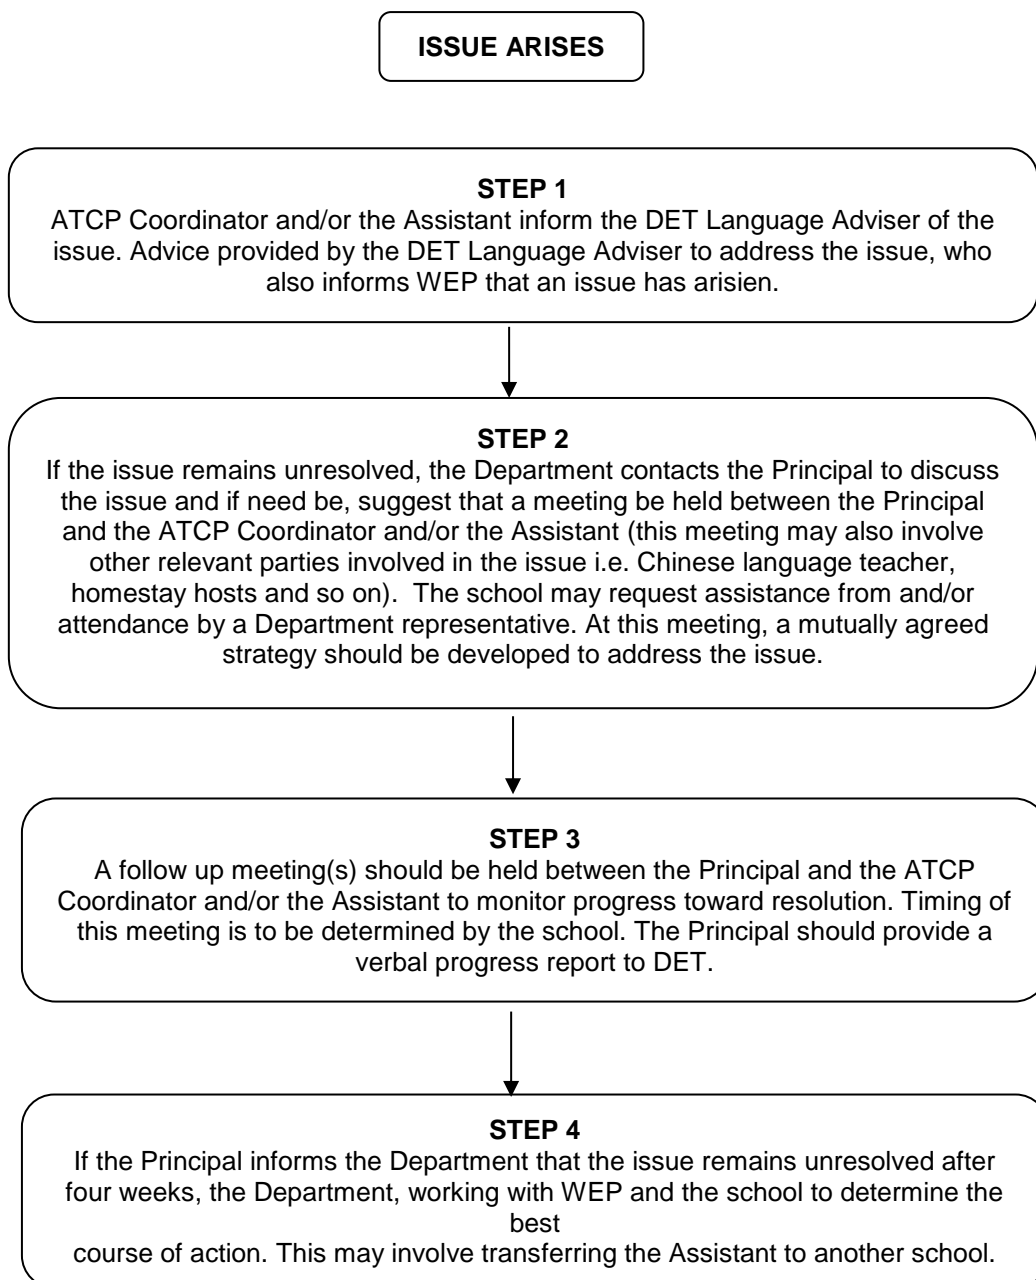 ISSUE ARISES
STEP 1
ATCP Coordinator and/or the Assistant inform the DET Language Adviser of the
issue. Advice provided by the DET Language Adviser to address the issue, who
also informs WEP that an issue has arisien.
STEP 2
If the issue remains unresolved, the Department contacts the Principal to discuss
the issue and if need be, suggest that a meeting be held between the Principal
and the ATCP Coordinator and/or the Assistant (this meeting may also involve
other relevant parties involved in the issue i.e. Chinese language teacher,
homestay hosts and so on).  The school may request assistance from and/or
attendance by a Department representative. At this meeting, a mutually agreed
strategy should be developed to address the issue.
STEP 3
A follow up meeting(s) should be held between the Principal and the ATCP
Coordinator and/or the Assistant to monitor progress toward resolution. Timing of
this meeting is to be determined by the school. The Principal should provide a
verbal progress report to DET.
STEP 4
If the Principal informs the Department that the issue remains unresolved after
four weeks, the Department, working with WEP and the school to determine the
best
course of action. This may involve transferring the Assistant to another school.